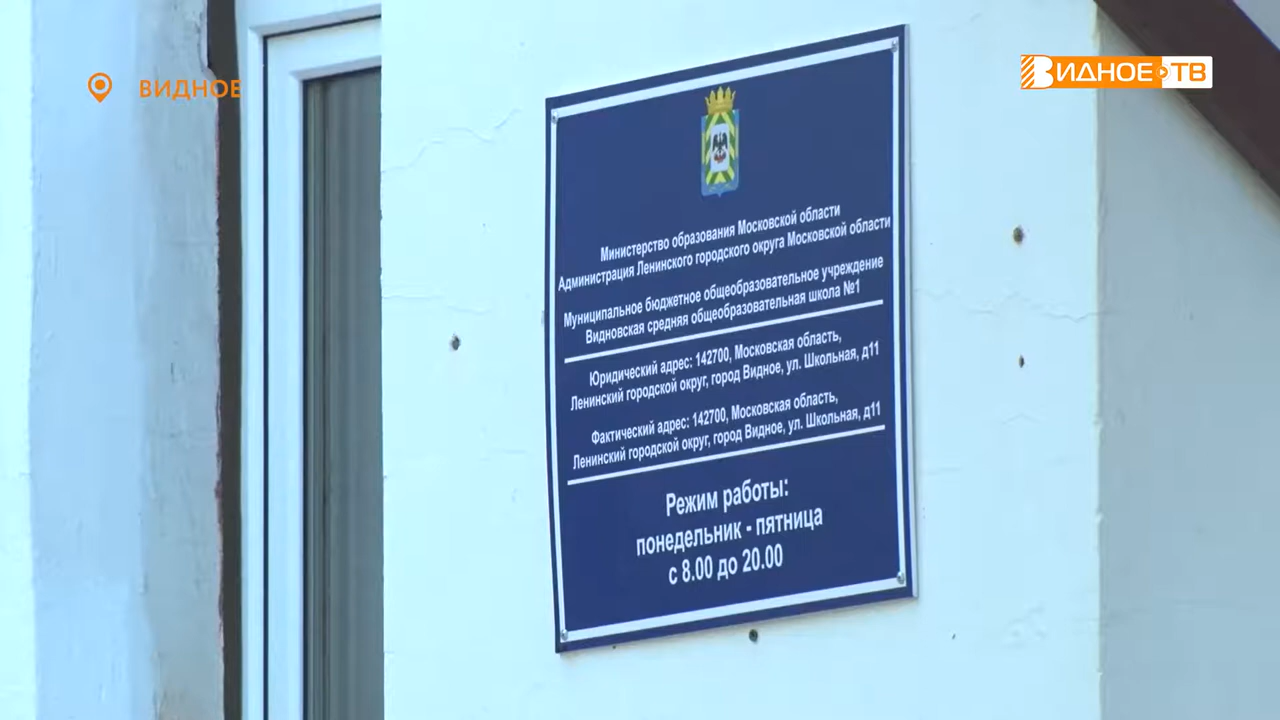 ВИДНОЕ
ВИДНОЕ ТВ
Министерство образования Московской области
Администрация Ленинского городского округа Московской области
Муниципальное бюджетное общеобразовательное учреждение
Видновская средняя общеобразовательная школа №1
Юридический адрес: 142700, Московская область,
Ленинский городской округ, город Видное, ул. Школьная, д11
Фактический адрес: 142700, Московская область,
Ленинский городской округ, город Видное, ул. Школьная, д11
Режим работы:
понедельник - пятница
с 8.00 до 20.00